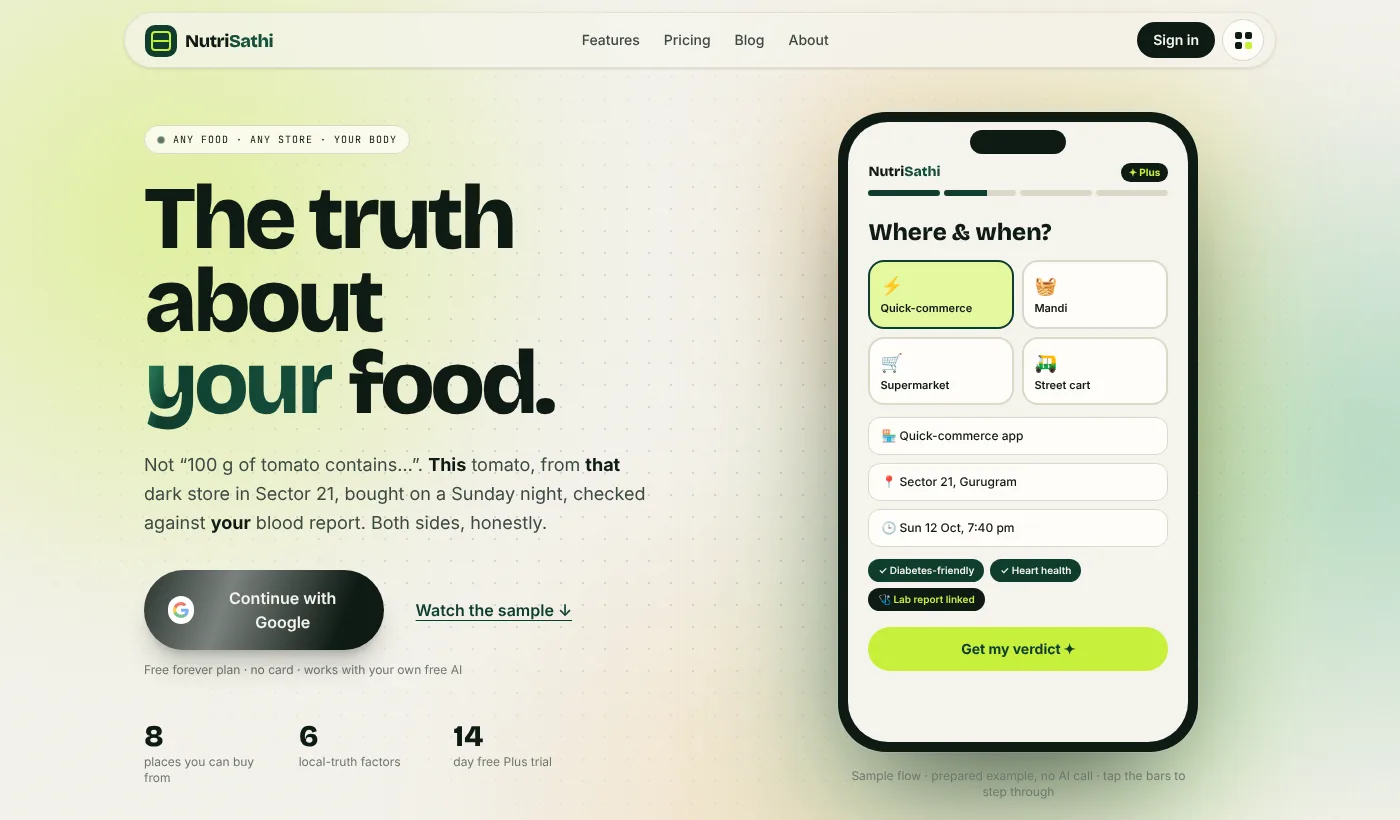 NutriSathi
Features
Pricing
Blog
About
Sign in
ANY FOOD · ANY STORE · YOUR BODY
The truth
about
your food.
Not “100 g of tomato contains…”. This tomato, from that
dark store in Sector 21, bought on a Sunday night, checked
against your blood report. Both sides, honestly.
Continue with
Google
Watch the sample ↓
Free forever plan · no card · works with your own free AI
8
places you can buy
from
6
local-truth factors
14
day free Plus trial
NutriSathi
✦ Plus
Where & when?
⚡
Quick-commerce
🧺
Mandi
🛒
Supermarket
🛺
Street cart
🏪 Quick-commerce app
📍 Sector 21, Gurugram
🕒 Sun 12 Oct, 7:40 pm
✓ Diabetes-friendly
✓ Heart health
🩺 Lab report linked
Get my verdict ✦
Sample flow · prepared example, no AI call · tap the bars to
step through